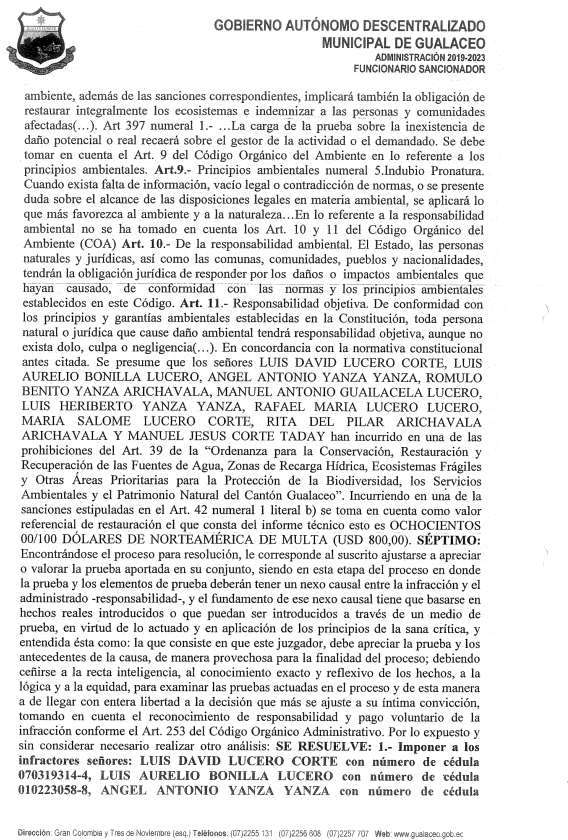 GOBIERNO AUTÓNOMO DESCENTRALIZADO
MUNICIPAL DE GUALACEO
ADMINISTRACIÓN 2019-2023
FUNCIONARIO SANCIONADOR
ambiente, además de las sanciones correspondientes, implicará también la obligación de
restaurar integralmente los ecosistemas e indemnizar a las personas y comunidades
afectadas(…). Art 397 numeral 1.- …La carga de la prueba sobre la inexistencia de
daño potencial o real recaerá sobre el gestor de la actividad o el demandado. Se debe
tomar en cuenta el Art. 9 del Código Orgánico del Ambiente en lo referente a los
principios ambientales. Art.9.- Principios ambientales numeral 5.Indubio Pronatura.
Cuando exista falta de información, vacío legal o contradicción de normas, o se presente
duda sobre el alcance de las disposiciones legales en materia ambiental, se aplicará lo
que más favorezca al ambiente y a la naturaleza…En lo referente a la responsabilidad
ambiental no se ha tomado en cuenta los Art. 10 y 11 del Código Orgánico del
Ambiente (COA) Art. 10.- De la responsabilidad ambiental. El Estado, las personas
naturales y jurídicas, así como las comunas, comunidades, pueblos y nacionalidades,
tendrán la obligación jurídica de responder por los daños o impactos ambientales que
hayan causado, de conformidad con las normas y los principios ambientales
establecidos en este Código. Art. 11.- Responsabilidad objetiva. De conformidad con
los principios y garantías ambientales establecidas en la Constitución, toda persona
natural o jurídica que cause daño ambiental tendrá responsabilidad objetiva, aunque no
exista dolo, culpa o negligencia(…). En concordancia con la normativa constitucional
antes citada. Se presume que los señores LUIS DAVID LUCERO CORTE, LUIS
AURELIO BONILLA LUCERO, ANGEL ANTONIO YANZA YANZA, ROMULO
BENITO YANZA ARICHAVALA, MANUEL ANTONIO GUAILACELA LUCERO,
LUIS HERIBERTO YANZA YANZA, RAFAEL MARIA LUCERO LUCERO,
MARIA SALOME LUCERO CORTE, RITA DEL PILAR ARICHAVALA
ARICHAVALA Y MANUEL JESUS CORTE TADAY han incurrido en una de las
prohibiciones del Art. 39 de la “Ordenanza para la Conservación, Restauración y
Recuperación de las Fuentes de Agua, Zonas de Recarga Hídrica, Ecosistemas Frágiles
y Otras Áreas Prioritarias para la Protección de la Biodiversidad, los Servicios
Ambientales y el Patrimonio Natural del Cantón Gualaceo”. Incurriendo en una de la
sanciones estipuladas en el Art. 42 numeral 1 literal b) se toma en cuenta como valor
referencial de restauración el que consta del informe técnico esto es OCHOCIENTOS
00/100 DÓLARES DE NORTEAMÉRICA DE MULTA (USD 800,00). SÉPTIMO:
Encontrándose el proceso para resolución, le corresponde al suscrito ajustarse a apreciar
o valorar la prueba aportada en su conjunto, siendo en esta etapa del proceso en donde
la prueba y los elementos de prueba deberán tener un nexo causal entre la infracción y el
administrado -responsabilidad-, y el fundamento de ese nexo causal tiene que basarse en
hechos reales introducidos o que puedan ser introducidos a través de un medio de
prueba, en virtud de lo actuado y en aplicación de los principios de la sana crítica, y
entendida ésta como: la que consiste en que este juzgador, debe apreciar la prueba y los
antecedentes de la causa, de manera provechosa para la finalidad del proceso; debiendo
ceñirse a la recta inteligencia, al conocimiento exacto y reflexivo de los hechos, a la
lógica y a la equidad, para examinar las pruebas actuadas en el proceso y de esta manera
a de llegar con entera libertad a la decisión que más se ajuste a su íntima convicción,
tomando en cuenta el reconocimiento de responsabilidad y pago voluntario de la
infracción conforme el Art. 253 del Código Orgánico Administrativo. Por lo expuesto y
sin considerar necesario realizar otro análisis: SE RESUELVE: 1.- Imponer a los
infractores señores: LUIS DAVID LUCERO CORTE con número de cédula
070319314-4, LUIS AURELIO BONILLA LUCERO con número de cédula
010223058-8, ANGEL ANTONIO YANZA YANZA con número de cédula
Dirección: Gran Colombia y Tres de Noviembre (esq.) Teléfonos. (07)2255 131 (07)2256 608 (07)2257 707 Web: www.gualaceo.gob.ec